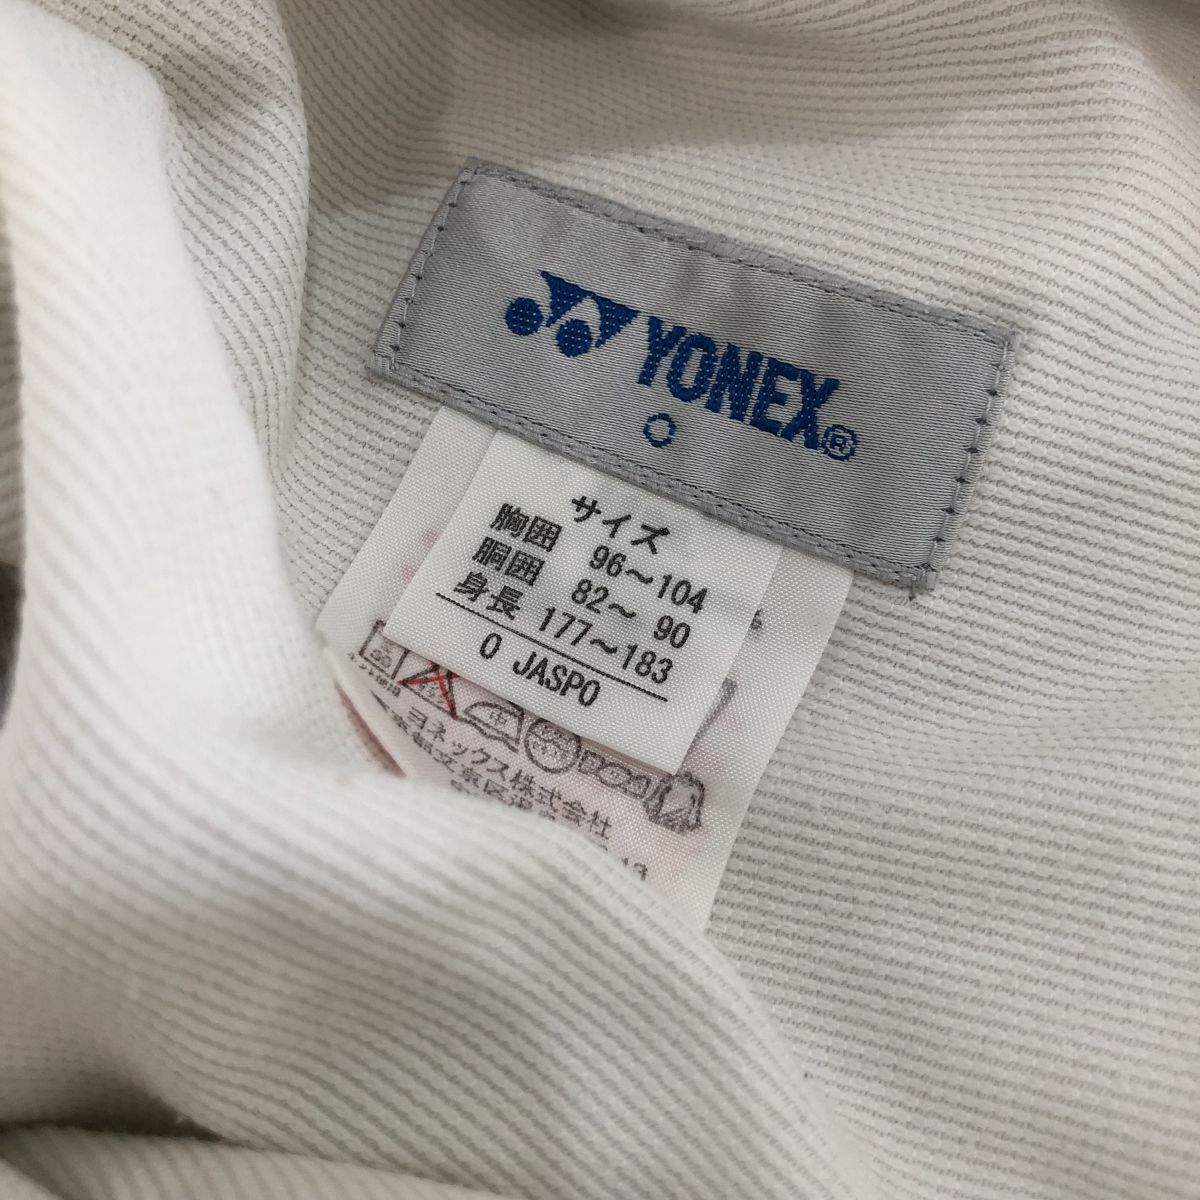 YONEX®
O
サイズ
胸囲 96～104
胴囲 82～ 90
身長 177～183
O JASPO
ヨネックス株式会社